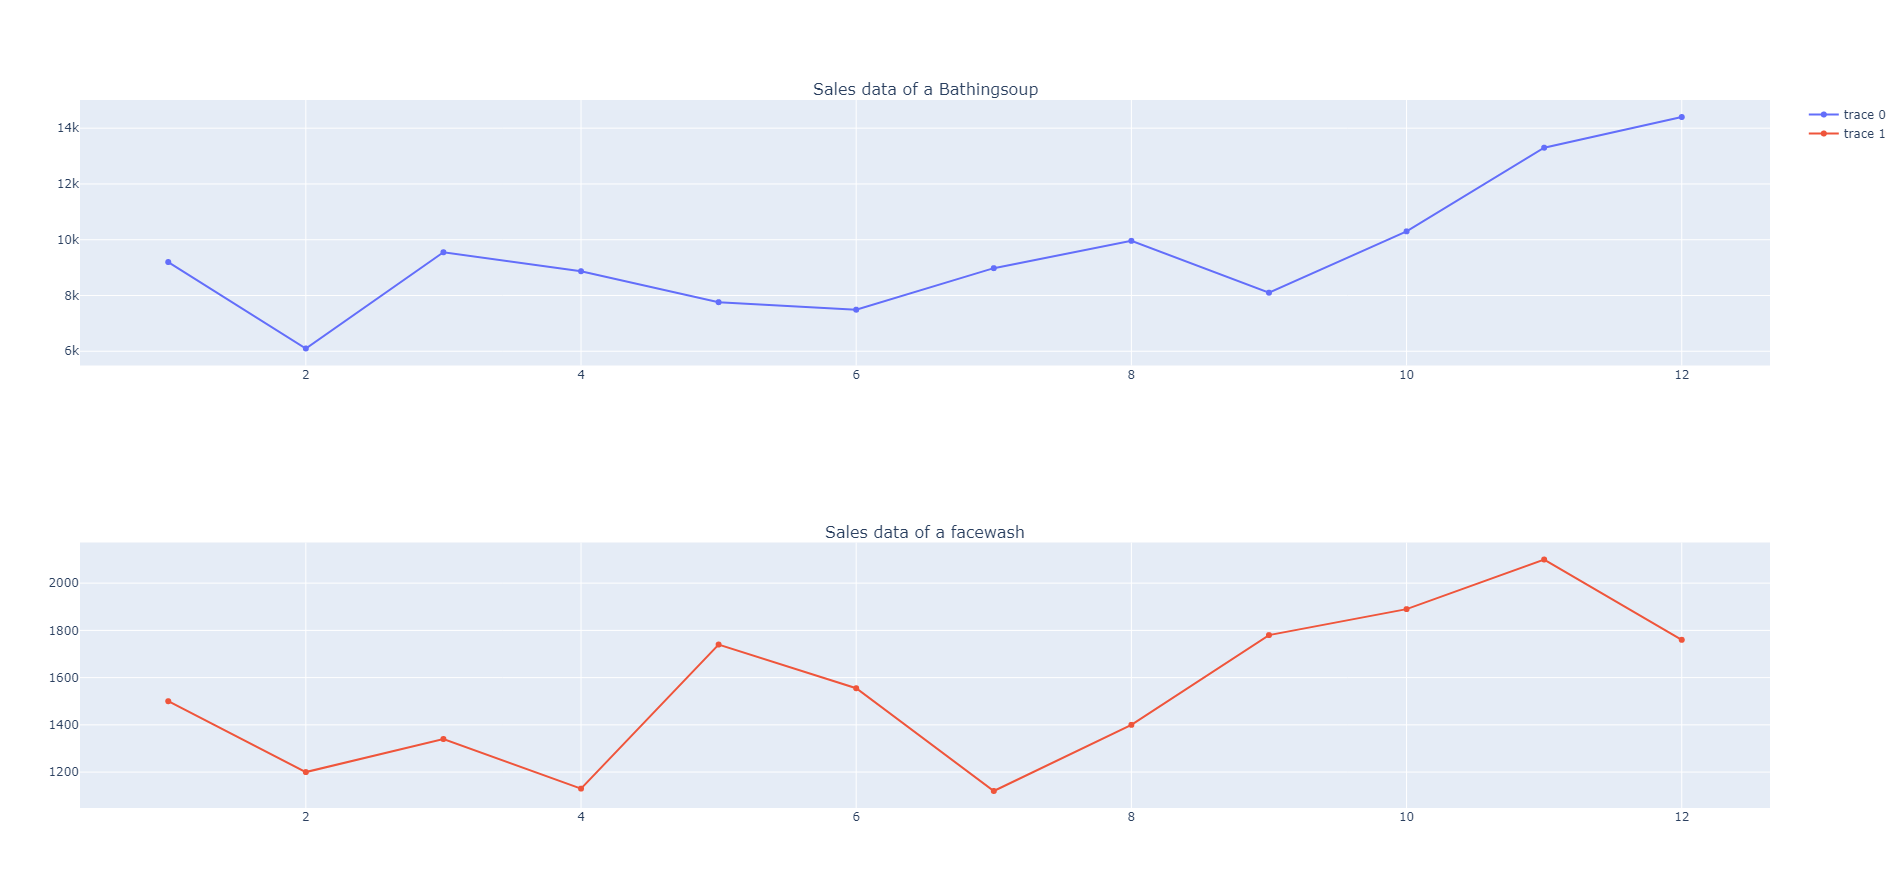 Sales data of a Bathingsoup
trace 0
trace 1
14k
12k
10k
8k
6k
2 4 6 8 10 12
Sales data of a facewash
2000
1800
1600
1400
1200
2 4 6 8 10 12